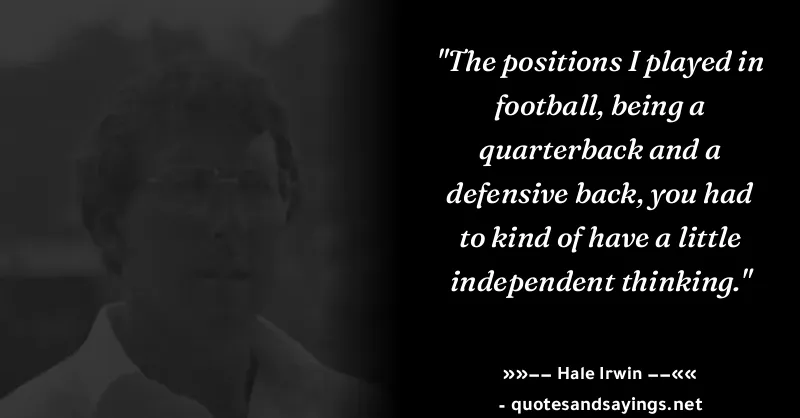 "The positions I played in
football, being a
quarterback and a
defensive back, you had
to kind of have a little
independent thinking."
»»–– Hale Irwin ––««
- quotesandsayings.net